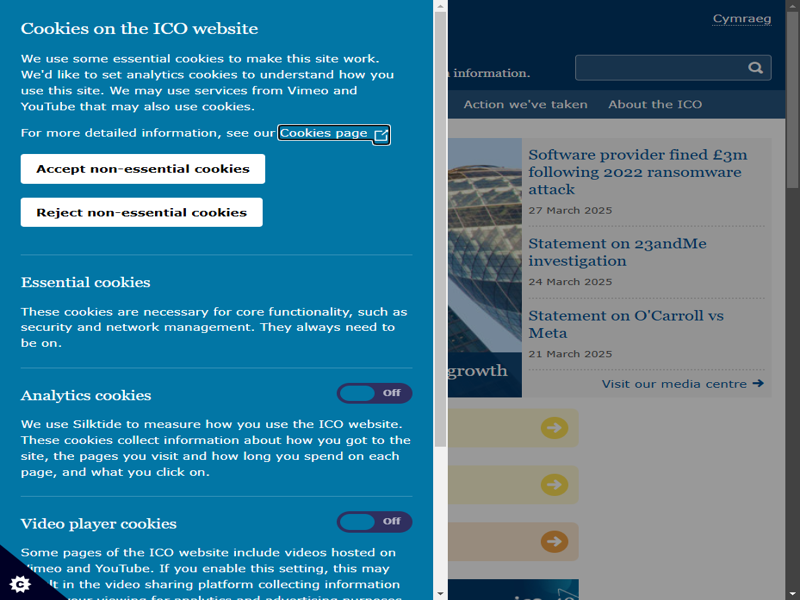 Cookies on the ICO website
We use some essential cookies to make this site work.
We'd like to set analytics cookies to understand how you
use this site. We may use services from Vimeo and
YouTube that may also use cookies.
For more detailed information, see our Cookies page
Accept non-essential cookies
Reject non-essential cookies
Essential cookies
These cookies are necessary for core functionality, such as
security and network management. They always need to
be on.
Analytics cookies
Off
We use Silktide to measure how you use the ICO website.
These cookies collect information about how you got to the
site, the pages you visit and how long you spend on each
page, and what you click on.
Video player cookies
Off
Some pages of the ICO website include videos hosted on
Vimeo and YouTube. If you enable this setting, this may
in the video sharing platform collecting information
your viewing for analytics and advertising purposes
Cymraeg
information.
Action we've taken
About the ICO
Software provider fined £3m
following 2022 ransomware
attack
27 March 2025
Statement on 23andMe
investigation
24 March 2025
Statement on O'Carroll vs
Meta
21 March 2025
Visit our media centre
growth